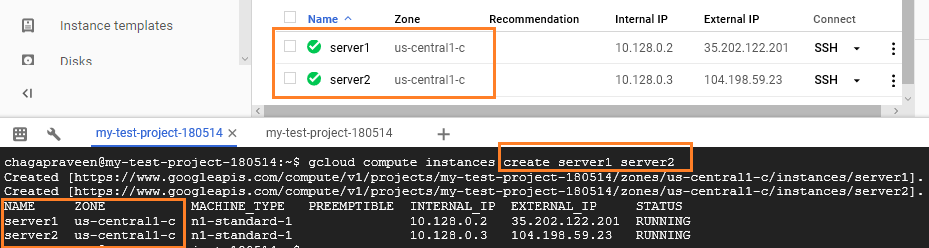 Instance templates
Disks
Name Zone Recommendation Internal IP External IP Connect
server1 us-central1-c 10.128.0.2 35.202.122.201 SSH
server2 us-central1-c 10.128.0.3 104.198.59.23 SSH
my-test-project-180514 my-test-project-180514
chagapraveen@my-test-project-180514:~$ gcloud compute instances create server1 server2
Created [https://www.googleapis.com/compute/v1/projects/my-test-project-180514/zones/us-central1-c/instances/server1].
Created [https://www.googleapis.com/compute/v1/projects/my-test-project-180514/zones/us-central1-c/instances/server2].
NAME ZONE MACHINE_TYPE PREEMPTIBLE INTERNAL_IP EXTERNAL_IP STATUS
server1 us-central1-c n1-standard-1 10.128.0.2 35.202.122.201 RUNNING
server2 us-central1-c n1-standard-1 10.128.0.3 104.198.59.23 RUNNING